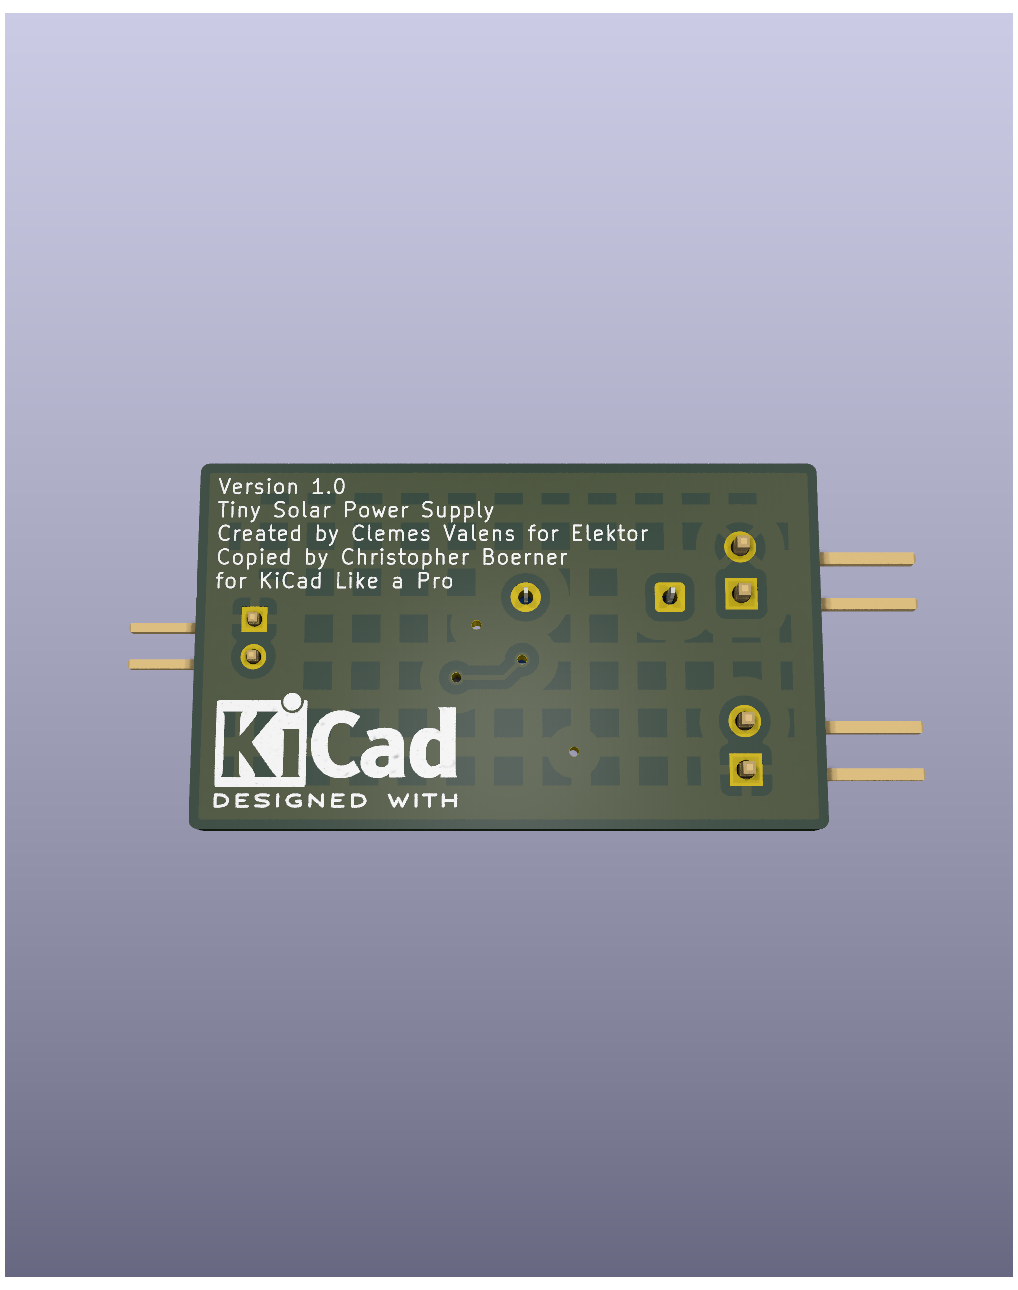 Version 1.0
Tiny Solar Power Supply
Created by Clemes Valens for Elektor
Copied by Christopher Boerner
for KiCad Like a Pro
KiCad
DESIGNED WITH